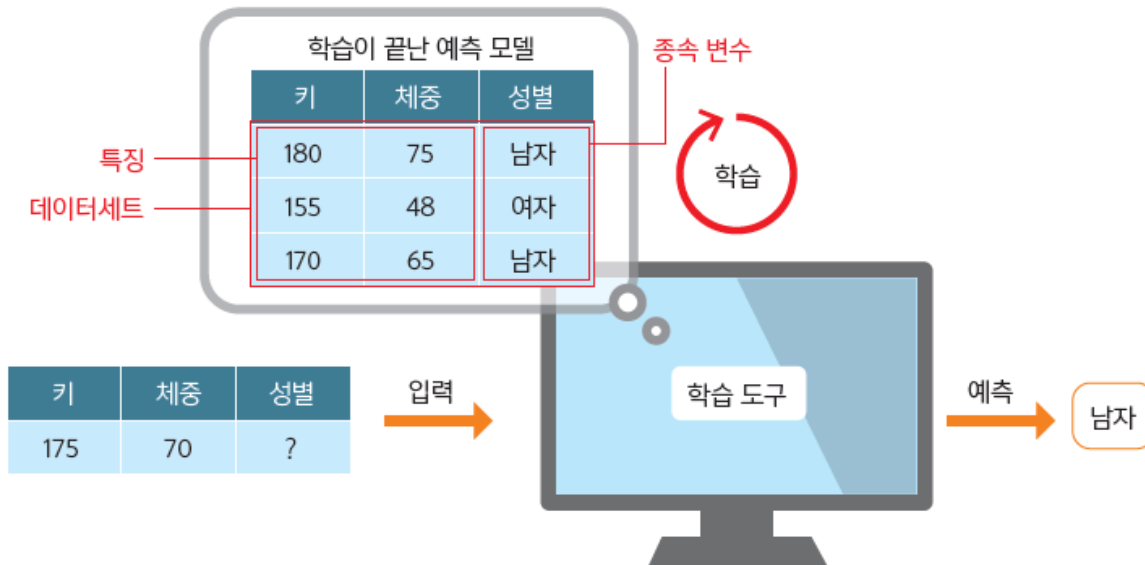 학습이 끝난 예측 모델
종속 변수
키 체중 성별
특징
180 75 남자
학습
데이터세트
155 48 여자
170 65 남자
키 체중 성별
175 70 ?
입력
학습 도구
예측
남자